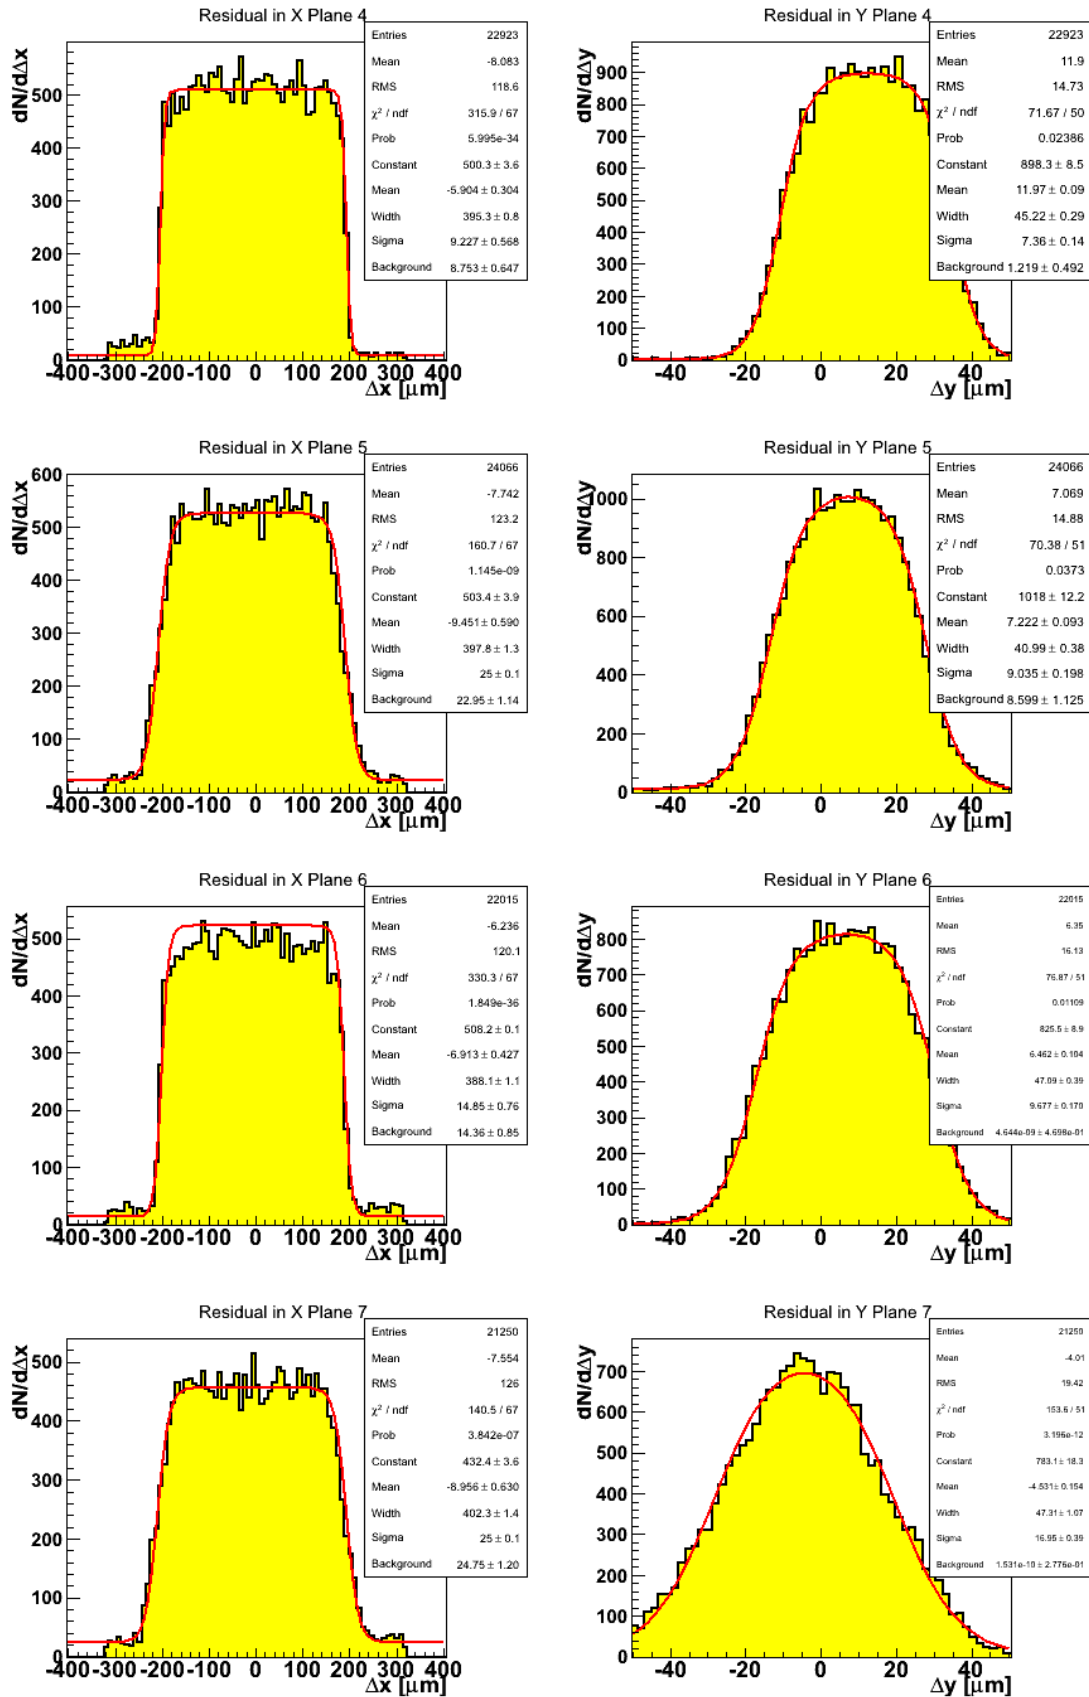 Residual in X Plane 4
dN/dΔx
500
400
300
200
100
0
-400 -300 -200 -100 0 100 200 300 400
Δx [μm]
Entries 22923
Mean -8.083
RMS 118.6
χ² / ndf 315.9 / 67
Prob 5.995e-34
Constant 500.3 ± 3.6
Mean -5.904 ± 0.304
Width 395.3 ± 0.8
Sigma 9.227 ± 0.568
Background 8.753 ± 0.647
Residual in Y Plane 4
dN/dΔy
900
800
700
600
500
400
300
200
100
0
-40 -20 0 20 40
Δy [μm]
Entries 22923
Mean 11.9
RMS 14.73
χ² / ndf 71.67 / 50
Prob 0.02386
Constant 898.3 ± 8.5
Mean 11.97 ± 0.09
Width 45.22 ± 0.29
Sigma 7.36 ± 0.14
Background 1.219 ± 0.492
Residual in X Plane 5
dN/dΔx
600
500
400
300
200
100
0
-400 -300 -200 -100 0 100 200 300 400
Δx [μm]
Entries 24066
Mean -7.742
RMS 123.2
χ² / ndf 160.7 / 67
Prob 1.145e-09
Constant 503.4 ± 3.9
Mean -9.451 ± 0.590
Width 397.8 ± 1.3
Sigma 25 ± 0.1
Background 22.95 ± 1.14
Residual in Y Plane 5
dN/dΔy
1000
800
600
400
200
0
-40 -20 0 20 40
Δy [μm]
Entries 24066
Mean 7.069
RMS 14.88
χ² / ndf 70.38 / 51
Prob 0.0373
Constant 1018 ± 12.2
Mean 7.222 ± 0.093
Width 40.99 ± 0.38
Sigma 9.035 ± 0.198
Background 8.599 ± 1.125
Residual in X Plane 6
dN/dΔx
500
400
300
200
100
0
-400 -300 -200 -100 0 100 200 300 400
Δx [μm]
Entries 22015
Mean -6.236
RMS 120.1
χ² / ndf 330.3 / 67
Prob 1.849e-36
Constant 508.2 ± 0.1
Mean -6.913 ± 0.427
Width 388.1 ± 1.1
Sigma 14.85 ± 0.76
Background 14.36 ± 0.85
Residual in Y Plane 6
dN/dΔy
800
700
600
500
400
300
200
100
0
-40 -20 0 20 40
Δy [μm]
Entries 22015
Mean 6.35
RMS 16.13
χ² / ndf 76.87 / 51
Prob 0.01109
Constant 825.5 ± 8.9
Mean 6.462 ± 0.104
Width 47.09 ± 0.39
Sigma 9.677 ± 0.170
Background 4.644e-09 ± 4.698e-01
Residual in X Plane 7
dN/dΔx
500
400
300
200
100
0
-400 -300 -200 -100 0 100 200 300 400
Δx [μm]
Entries 21250
Mean -7.554
RMS 126
χ² / ndf 140.5 / 67
Prob 3.842e-07
Constant 432.4 ± 3.6
Mean -8.956 ± 0.630
Width 402.3 ± 1.4
Sigma 25 ± 0.1
Background 24.75 ± 1.20
Residual in Y Plane 7
dN/dΔy
700
600
500
400
300
200
100
0
-40 -20 0 20 40
Δy [μm]
Entries 21250
Mean -4.01
RMS 19.42
χ² / ndf 153.6 / 51
Prob 3.196e-12
Constant 783.1 ± 18.3
Mean -4.531 ± 0.154
Width 47.31 ± 1.07
Sigma 16.95 ± 0.39
Background 1.531e-10 ± 2.776e-01